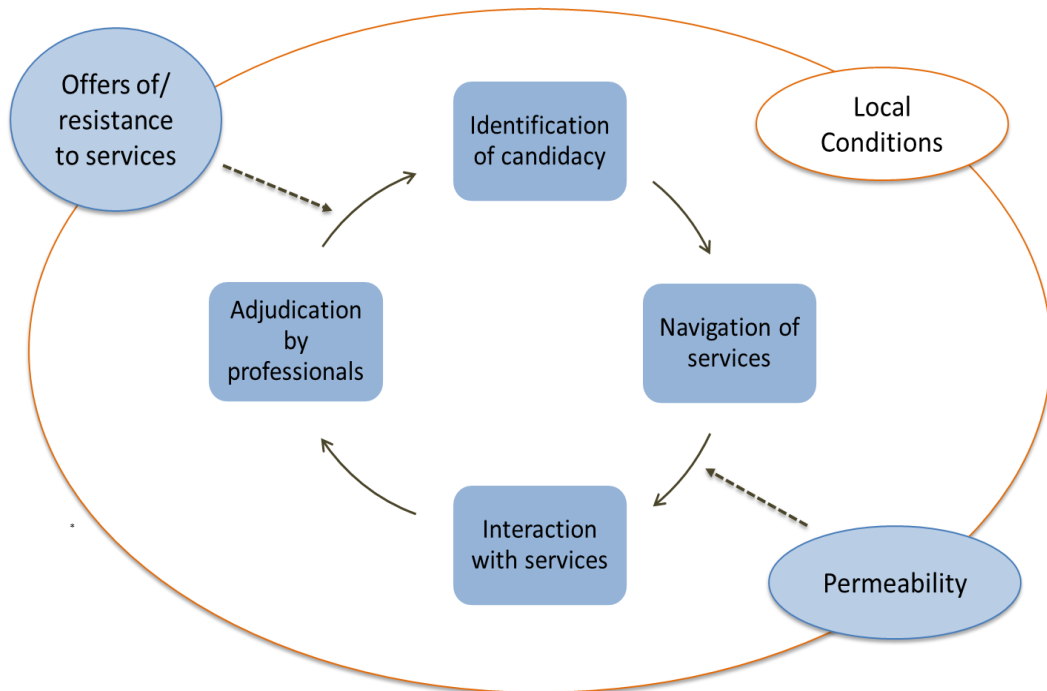 Offers of/
resistance
to services
Identification
of candidacy
Local
Conditions
Adjudication
by
professionals
Navigation of
services
*
Interaction
with services
Permeability